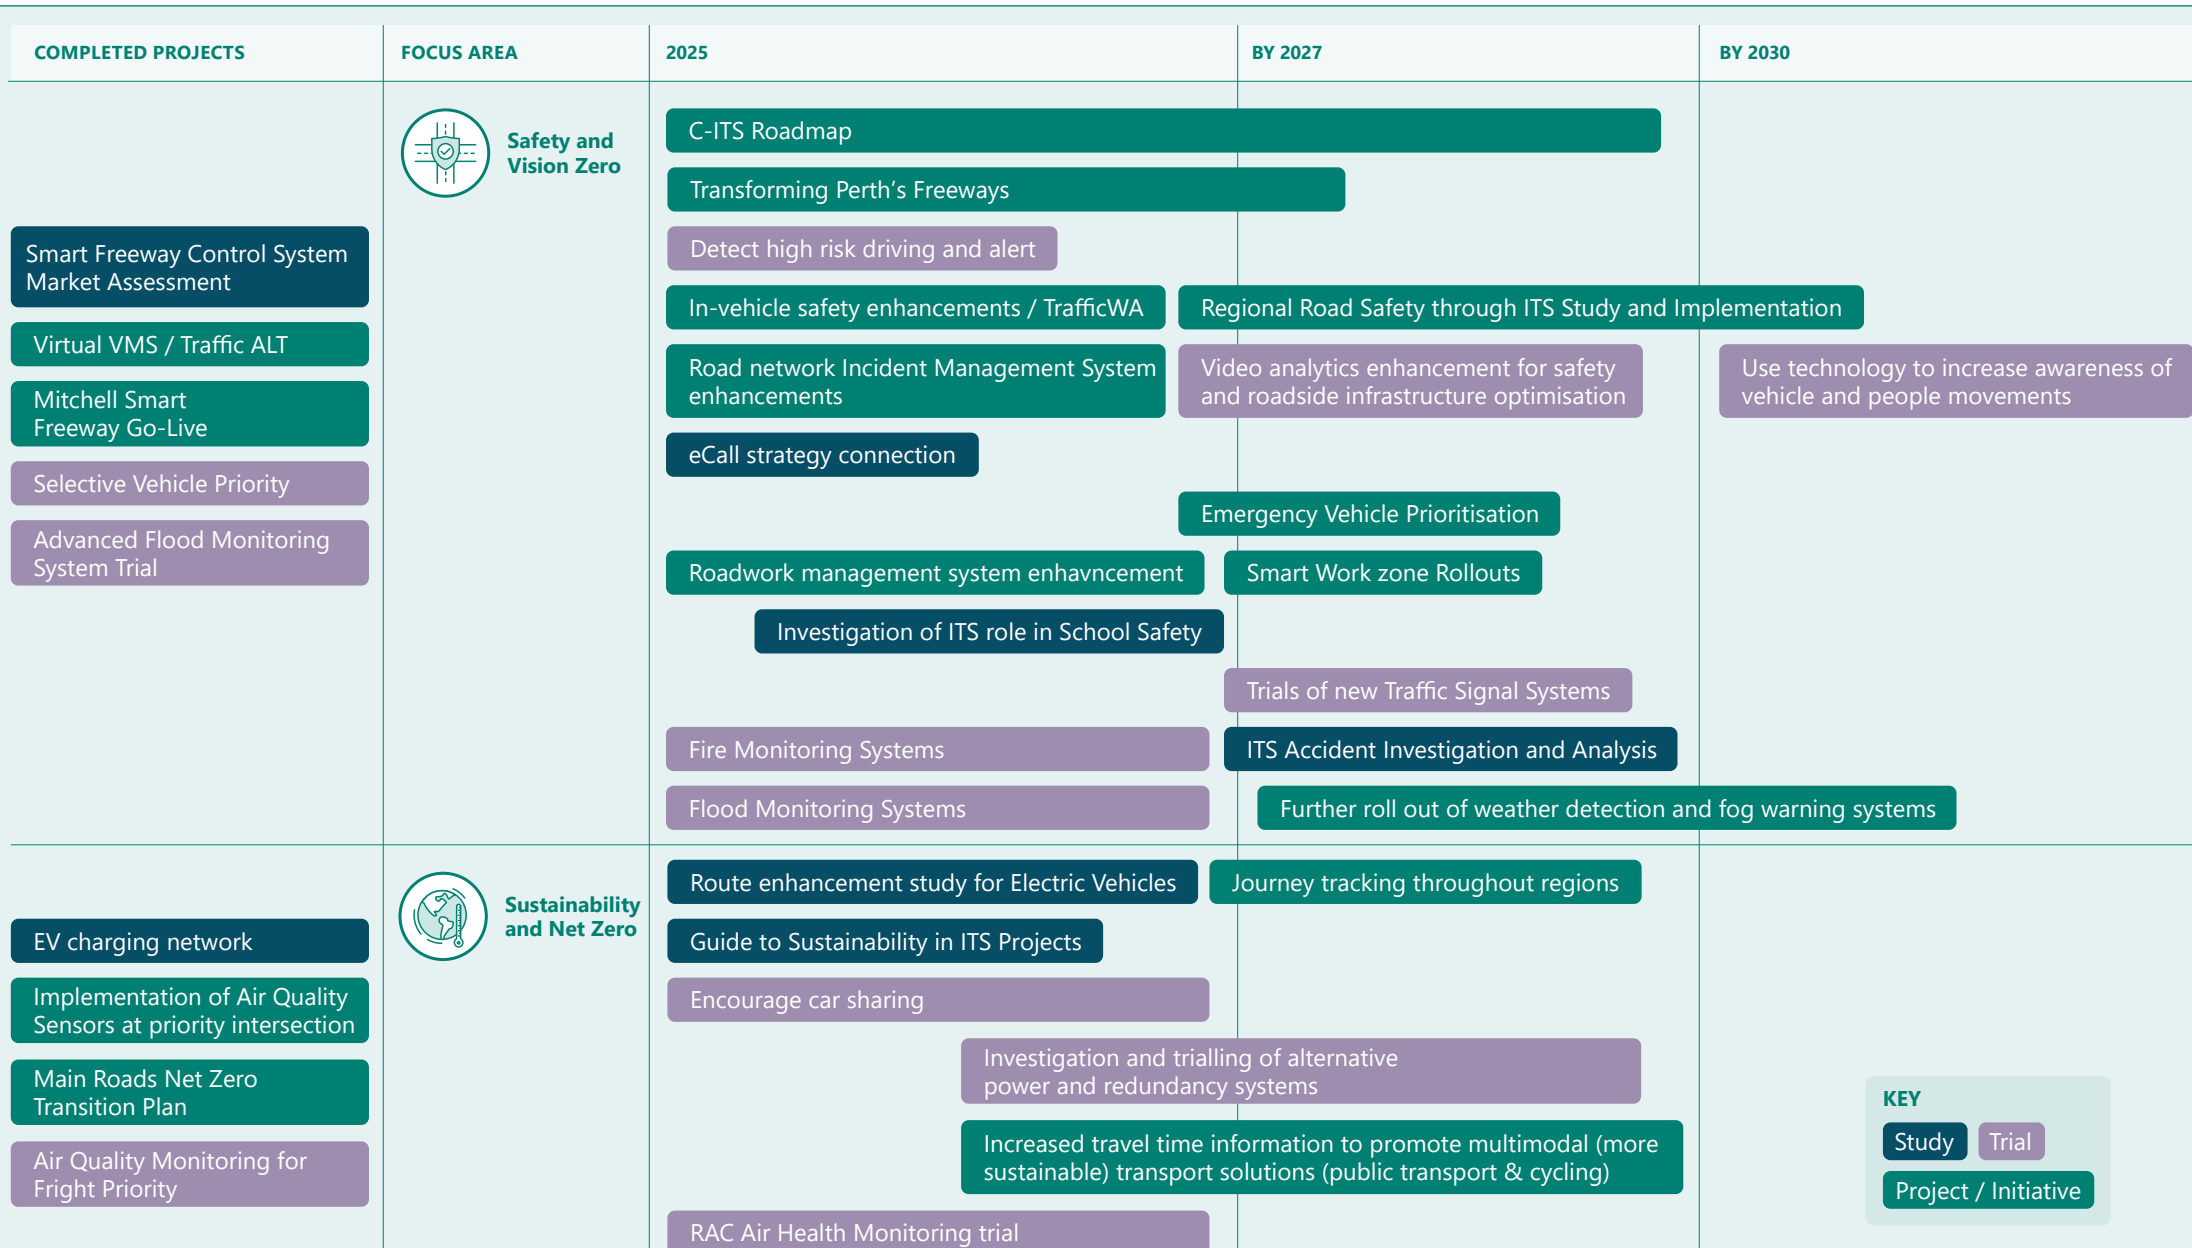 COMPLETED PROJECTS
FOCUS AREA
2025
BY 2027
BY 2030
Smart Freeway Control System
Market Assessment
Virtual VMS / Traffic ALT
Mitchell Smart
Freeway Go-Live
Selective Vehicle Priority
Advanced Flood Monitoring
System Trial
Safety and
Vision Zero
C-ITS Roadmap
Transforming Perth’s Freeways
Detect high risk driving and alert
In-vehicle safety enhancements / TrafficWA
Regional Road Safety through ITS Study and Implementation
Road network Incident Management System
enhancements
Video analytics enhancement for safety
and roadside infrastructure optimisation
Use technology to increase awareness of
vehicle and people movements
eCall strategy connection
Emergency Vehicle Prioritisation
Roadwork management system enhavncement
Smart Work zone Rollouts
Investigation of ITS role in School Safety
Trials of new Traffic Signal Systems
Fire Monitoring Systems
ITS Accident Investigation and Analysis
Flood Monitoring Systems
Further roll out of weather detection and fog warning systems
EV charging network
Implementation of Air Quality
Sensors at priority intersection
Main Roads Net Zero
Transition Plan
Air Quality Monitoring for
Fright Priority
Sustainability
and Net Zero
Route enhancement study for Electric Vehicles
Journey tracking throughout regions
Guide to Sustainability in ITS Projects
Encourage car sharing
Investigation and trialling of alternative
power and redundancy systems
Increased travel time information to promote multimodal (more
sustainable) transport solutions (public transport & cycling)
RAC Air Health Monitoring trial
KEY
Study
Trial
Project / Initiative